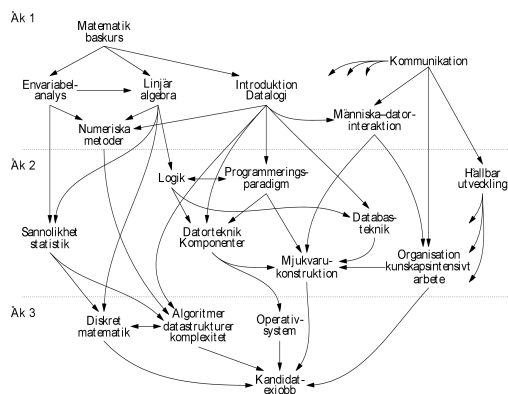 Åk 1
Matematik
baskurs
Kommunikation
Envariabel-
analys
Linjär
algebra
Introduktion
Datalogi
Människa–dator-
interaktion
Numeriska
metoder
Åk 2
Logik
Programmerings-
paradigm
Hållbar
utveckling
Sannolikhet
statistik
Datorteknik
Komponenter
Databas-
teknik
Mjukvaru-
konstruktion
Organisation
kunskapsintensivt
arbete
Åk 3
Diskret
matematik
Algoritmer
datastrukturer
komplexitet
Operativ-
system
Kandidat-
exjobb